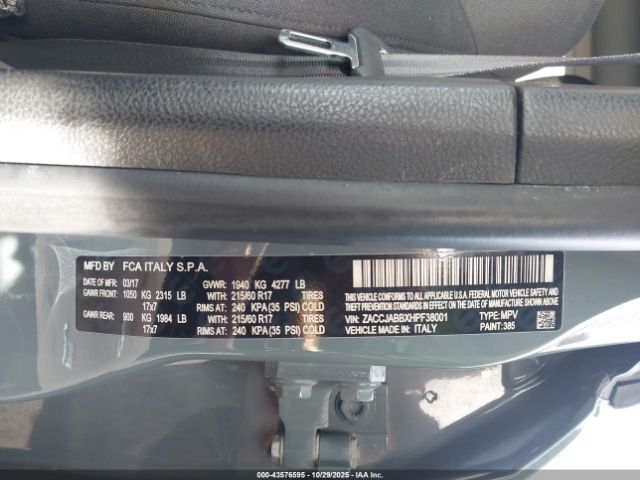 MFD BY FCA ITALY S.P.A.
DATE OF MFR: 03/17 GVWR: 1940 KG 4277 LB
GAWR FRONT: 1050 KG 2315 LB WITH: 215/60 R17 TIRES
17x7 RIMS AT: 240 KPA(35 PSI) COLD
GAWR REAR: 900 KG 1984 LB WITH: 215/60 R17 TIRES
17x7 RIMS AT: 240 KPA(35 PSI) COLD
THIS VEHICLE CONFORMS TO ALL APPLICABLE U.S.A. FEDERAL MOTOR VEHICLE
SAFETY, BUMPER AND THEFT PREVENTION STANDARDS IN EFFECT ON THE DATE OF MANUFACTURE SHOWN ABOVE.
VIN: ZACCJABBXHPF38001 TYPE: MPV
VEHICLE MADE IN: ITALY PAINT: 385
© 43576595 - 10/29/2025 - IAA Holdings, LLC